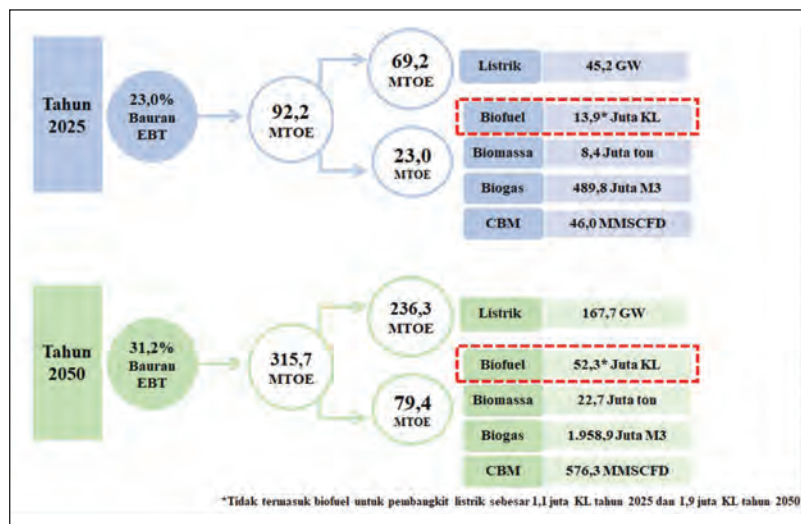 Tahun
2025
23,0%
Bauran
EBT
92,2
MTOE
69,2
MTOE
23,0
MTOE
Listrik 45,2 GW
Biofuel 13,9* Juta KL
Biomassa 8,4 Juta ton
Biogas 489,8 Juta M3
CBM 46,0 MMSCFD
Tahun
2050
31,2%
Bauran
EBT
315,7
MTOE
236,3
MTOE
79,4
MTOE
Listrik 167,7 GW
Biofuel 52,3* Juta KL
Biomassa 22,7 Juta ton
Biogas 1.958,9 Juta M3
CBM 576,3 MMSCFD
*Tidak termasuk biofuel untuk pembangkit listrik sebesar 1,1 juta KL tahun 2025 dan 1,9 juta KL tahun 2050